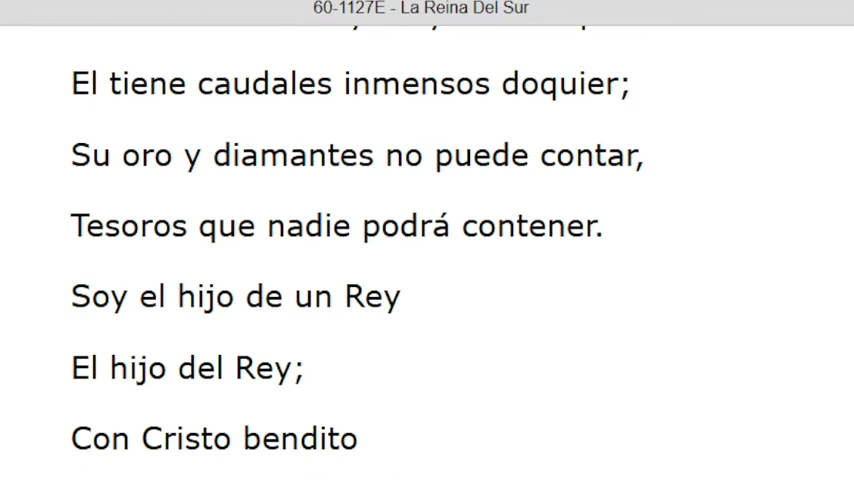 60-1127E - La Reina Del Sur
El tiene caudales inmensos doquier;
Su oro y diamantes no puede contar,
Tesoros que nadie podrá contener.
Soy el hijo de un Rey
El hijo del Rey;
Con Cristo bendito